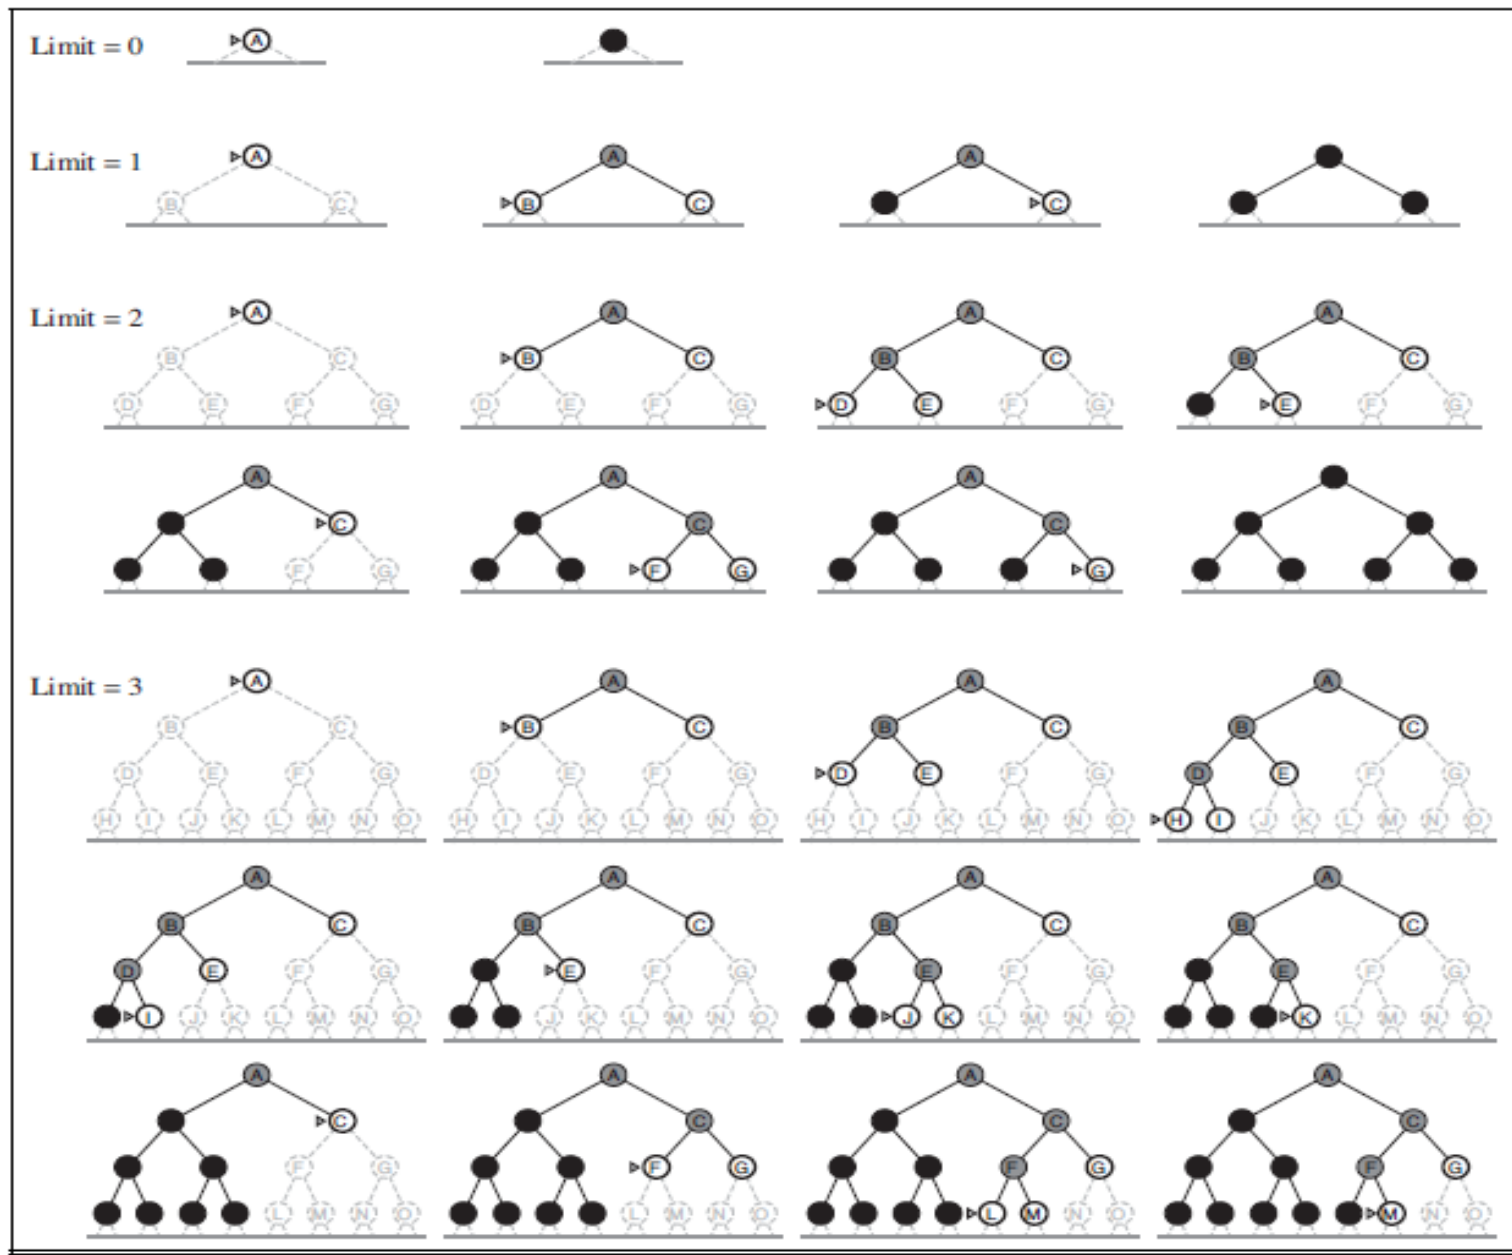 Limit = 0 A
Limit = 1 A A A
B C B C C
Limit = 2 A A A A
B C B C B C B C
D E F G D E F G D E F G E F G
A A A
C C C
F G F G G
Limit = 3 A A A A
B C B C B C B C
D E F G D E F G D E F G D E F G
H I J K L M N O H I J K L M N O H I J K L M N O H I J K L M N O
A A A A
B C B C B C B C
D E F G E F G E F G E F G
I J K L M N O J K L M N O J K L M N O K L M N O
A A A A
C C C C
F G F G F G F G
L M N O L M N O L M N O M N O